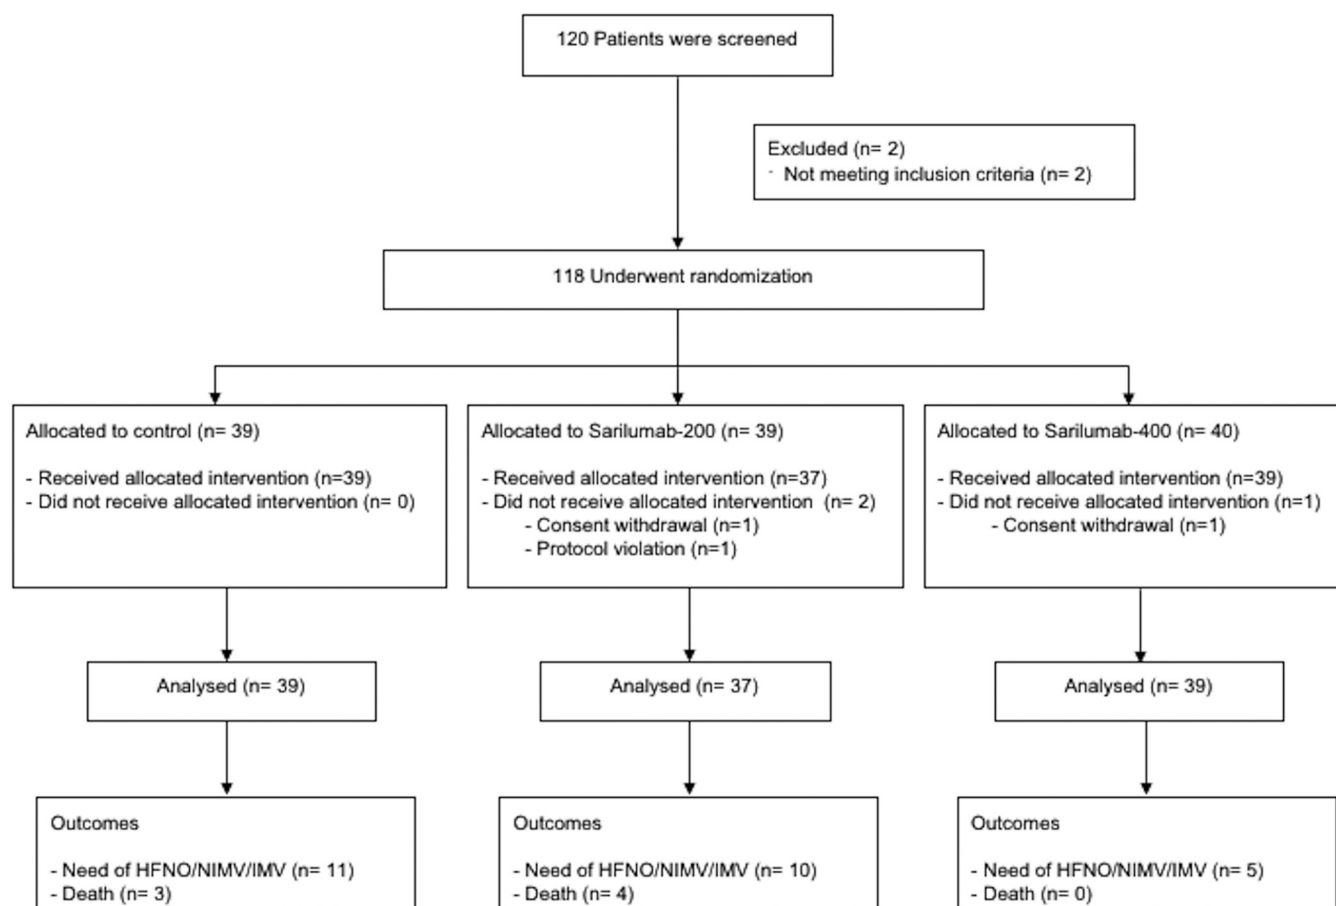 120 Patients were screened
Excluded (n= 2)
- Not meeting inclusion criteria (n= 2)
118 Underwent randomization
Allocated to control (n= 39)
- Received allocated intervention (n=39)
- Did not receive allocated intervention (n= 0)
Allocated to Sarilumab-200 (n= 39)
- Received allocated intervention (n=37)
- Did not receive allocated intervention (n= 2)
- Consent withdrawal (n=1)
- Protocol violation (n=1)
Allocated to Sarilumab-400 (n= 40)
- Received allocated intervention (n=39)
- Did not receive allocated intervention (n=1)
- Consent withdrawal (n=1)
Analysed (n= 39)
Analysed (n= 37)
Analysed (n= 39)
Outcomes
- Need of HFNO/NIMV/IMV (n= 11)
- Death (n= 3)
Outcomes
- Need of HFNO/NIMV/IMV (n= 10)
- Death (n= 4)
Outcomes
- Need of HFNO/NIMV/IMV (n= 5)
- Death (n= 0)